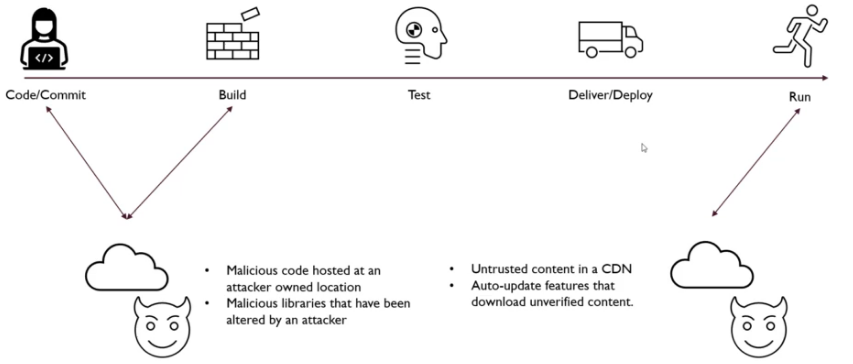 </>
Code/Commit
Build
Test
Deliver/Deploy
Run
• Malicious code hosted at an
attacker owned location
• Malicious libraries that have been
altered by an attacker
• Untrusted content in a CDN
• Auto-update features that
download unverified content.